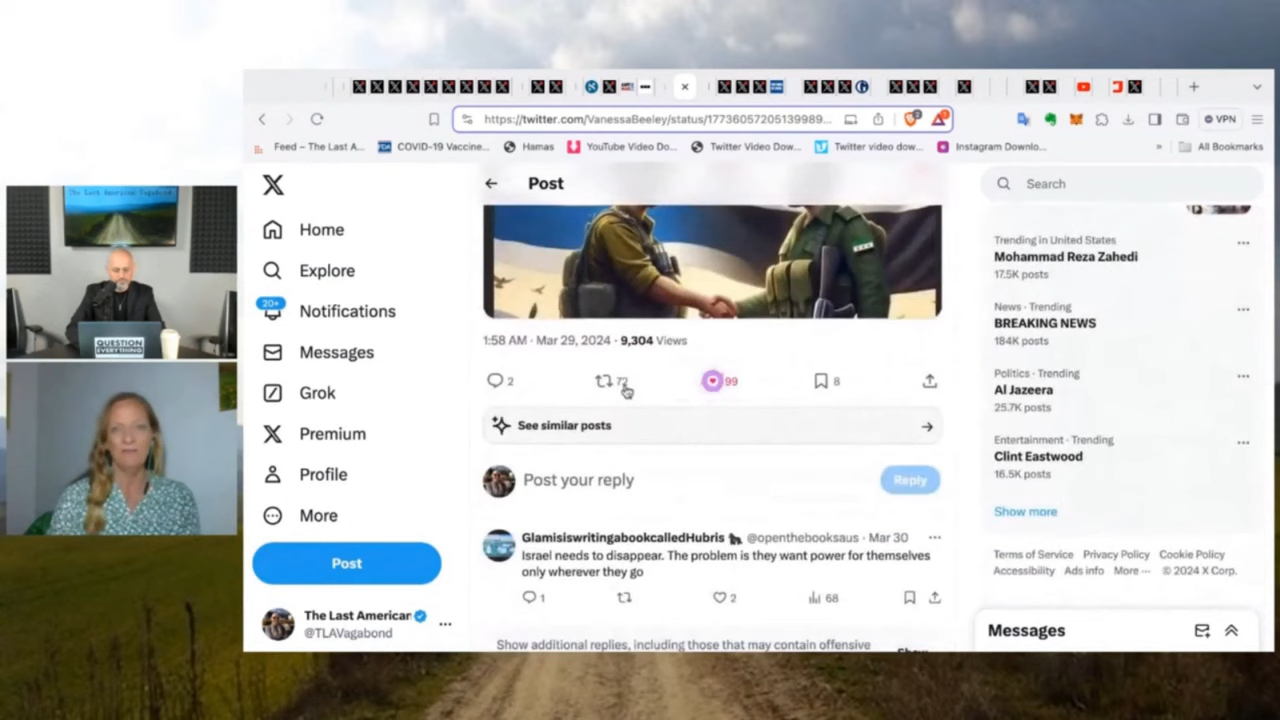 https://twitter.com/VanessaBeeley/status/17736057205139989...
VPN
Feed – The Last A...
COVID-19 Vaccine...
Hamas
YouTube Video Do...
Twitter Video Dow...
Twitter video dow...
Instagram Downlo...
»
All Bookmarks
The Last American Vagabond
QUESTION
EVERYTHING
Home
Explore
20+
Notifications
Messages
Grok
Premium
Profile
More
Post
The Last American
@TLAVagabond
Post
1:58 AM · Mar 29, 2024 · 9,304 Views
2
72
99
8
See similar posts
Post your reply
Reply
GlamisiswritingabookcalledHubris @openthebooksaus · Mar 30
Israel needs to disappear. The problem is they want power for themselves
only wherever they go
1
2
68
Show additional replies, including those that may contain offensive
Show
Search
Trending in United States
Mohammad Reza Zahedi
17.5K posts
News · Trending
BREAKING NEWS
184K posts
Politics · Trending
Al Jazeera
25.7K posts
Entertainment · Trending
Clint Eastwood
16.5K posts
Show more
Terms of Service Privacy Policy Cookie Policy
Accessibility Ads info More ··· © 2024 X Corp.
Messages